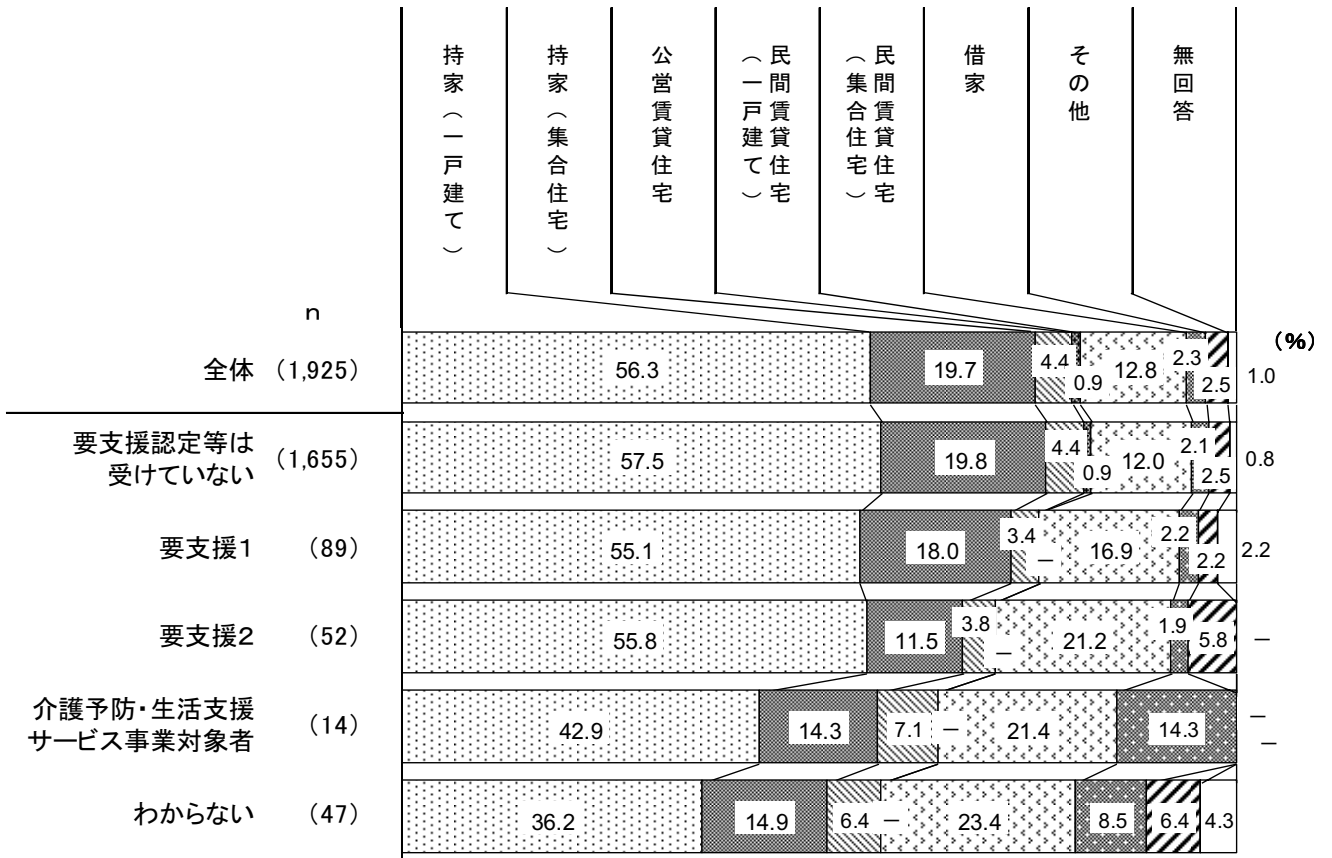 持家（一戸建て）
持家（集合住宅）
公営賃貸住宅
民間賃貸住宅
（一戸建て）
民間賃貸住宅
（集合住宅）
借家
その他
無回答
n
(%)
全体 (1,925) 56.3 19.7 4.4 0.9 12.8 2.3 2.5 1.0
要支援認定等は
受けていない (1,655) 57.5 19.8 4.4 0.9 12.0 2.1 2.5 0.8
要支援1 (89) 55.1 18.0 3.4 － 16.9 2.2 2.2 2.2
要支援2 (52) 55.8 11.5 3.8 － 21.2 1.9 5.8 －
介護予防・生活支援
サービス事業対象者 (14) 42.9 14.3 7.1 － 21.4 14.3 － －
わからない (47) 36.2 14.9 6.4 － 23.4 8.5 6.4 4.3